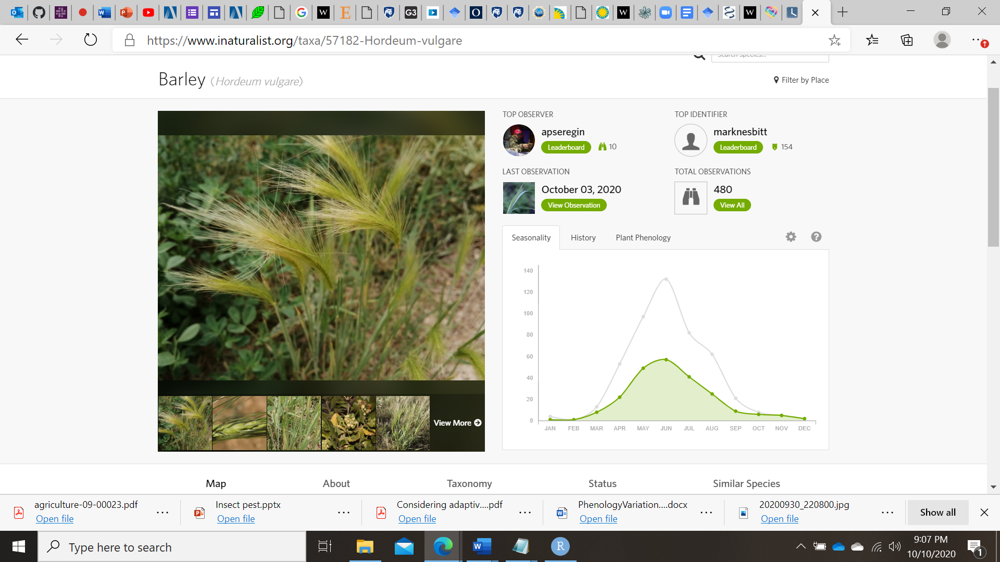 G3
W
https://www.inaturalist.org/taxa/57182-Hordeum-vulgare
Search species...
Barley (Hordeum vulgare)
Filter by Place
TOP OBSERVER
apseregin
Leaderboard 10
TOP IDENTIFIER
marknesbitt
Leaderboard 154
LAST OBSERVATION
October 03, 2020
View Observation
TOTAL OBSERVATIONS
480
View All
Seasonality History Plant Phenology
140
120
100
80
60
40
20
0
JAN FEB MAR APR MAY JUN JUL AUG SEP OCT NOV DEC
View More
Map About Taxonomy Status Similar Species
agriculture-09-00023.pdf
Open file
Insect pest.pptx
Open file
Considering adaptiv....pdf
Open file
PhenologyVariation....docx
Open file
20200930_220800.jpg
Open file
Show all
Type here to search
9:07 PM
10/10/2020
1